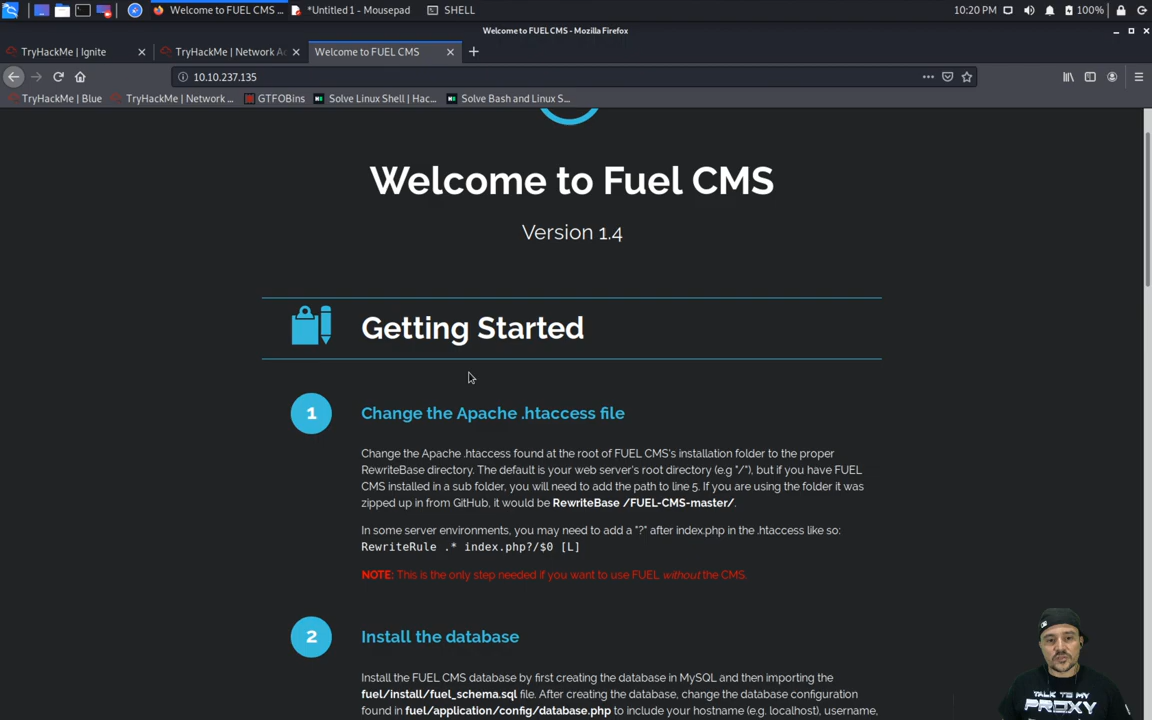 Welcome to FUEL CMS ... *Untitled 1 - Mousepad SHELL 10:20 PM 100%
Welcome to FUEL CMS - Mozilla Firefox
TryHackMe | Ignite TryHackMe | Network Ac Welcome to FUEL CMS
10.10.237.135
TryHackMe | Blue TryHackMe | Network ... GTFOBins Solve Linux Shell | Hac... Solve Bash and Linux S...
Welcome to Fuel CMS
Version 1.4
Getting Started
1 Change the Apache .htaccess file
Change the Apache .htaccess found at the root of FUEL CMS's installation folder to the proper
RewriteBase directory. The default is your web server's root directory (e.g "/"), but if you have FUEL
CMS installed in a sub folder, you will need to add the path to line 5. If you are using the folder it was
zipped up in from GitHub, it would be RewriteBase /FUEL-CMS-master/.
In some server environments, you may need to add a "?" after index.php in the .htaccess like so:
RewriteRule .* index.php?/$0 [L]
NOTE: This is the only step needed if you want to use FUEL without the CMS.
2 Install the database
Install the FUEL CMS database by first creating the database in MySQL and then importing the
fuel/install/fuel_schema.sql file. After creating the database, change the database configuration
found in fuel/application/config/database.php to include your hostname (e.g. localhost), username,
TALK TO MY
PROXY